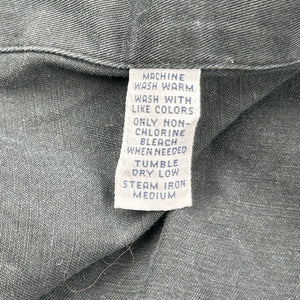 MACHINE
WASH WARM
WASH WITH
LIKE COLORS
ONLY NON-
CHLORINE
BLEACH
WHEN NEEDED
TUMBLE
DRY LOW
STEAM IRON
MEDIUM